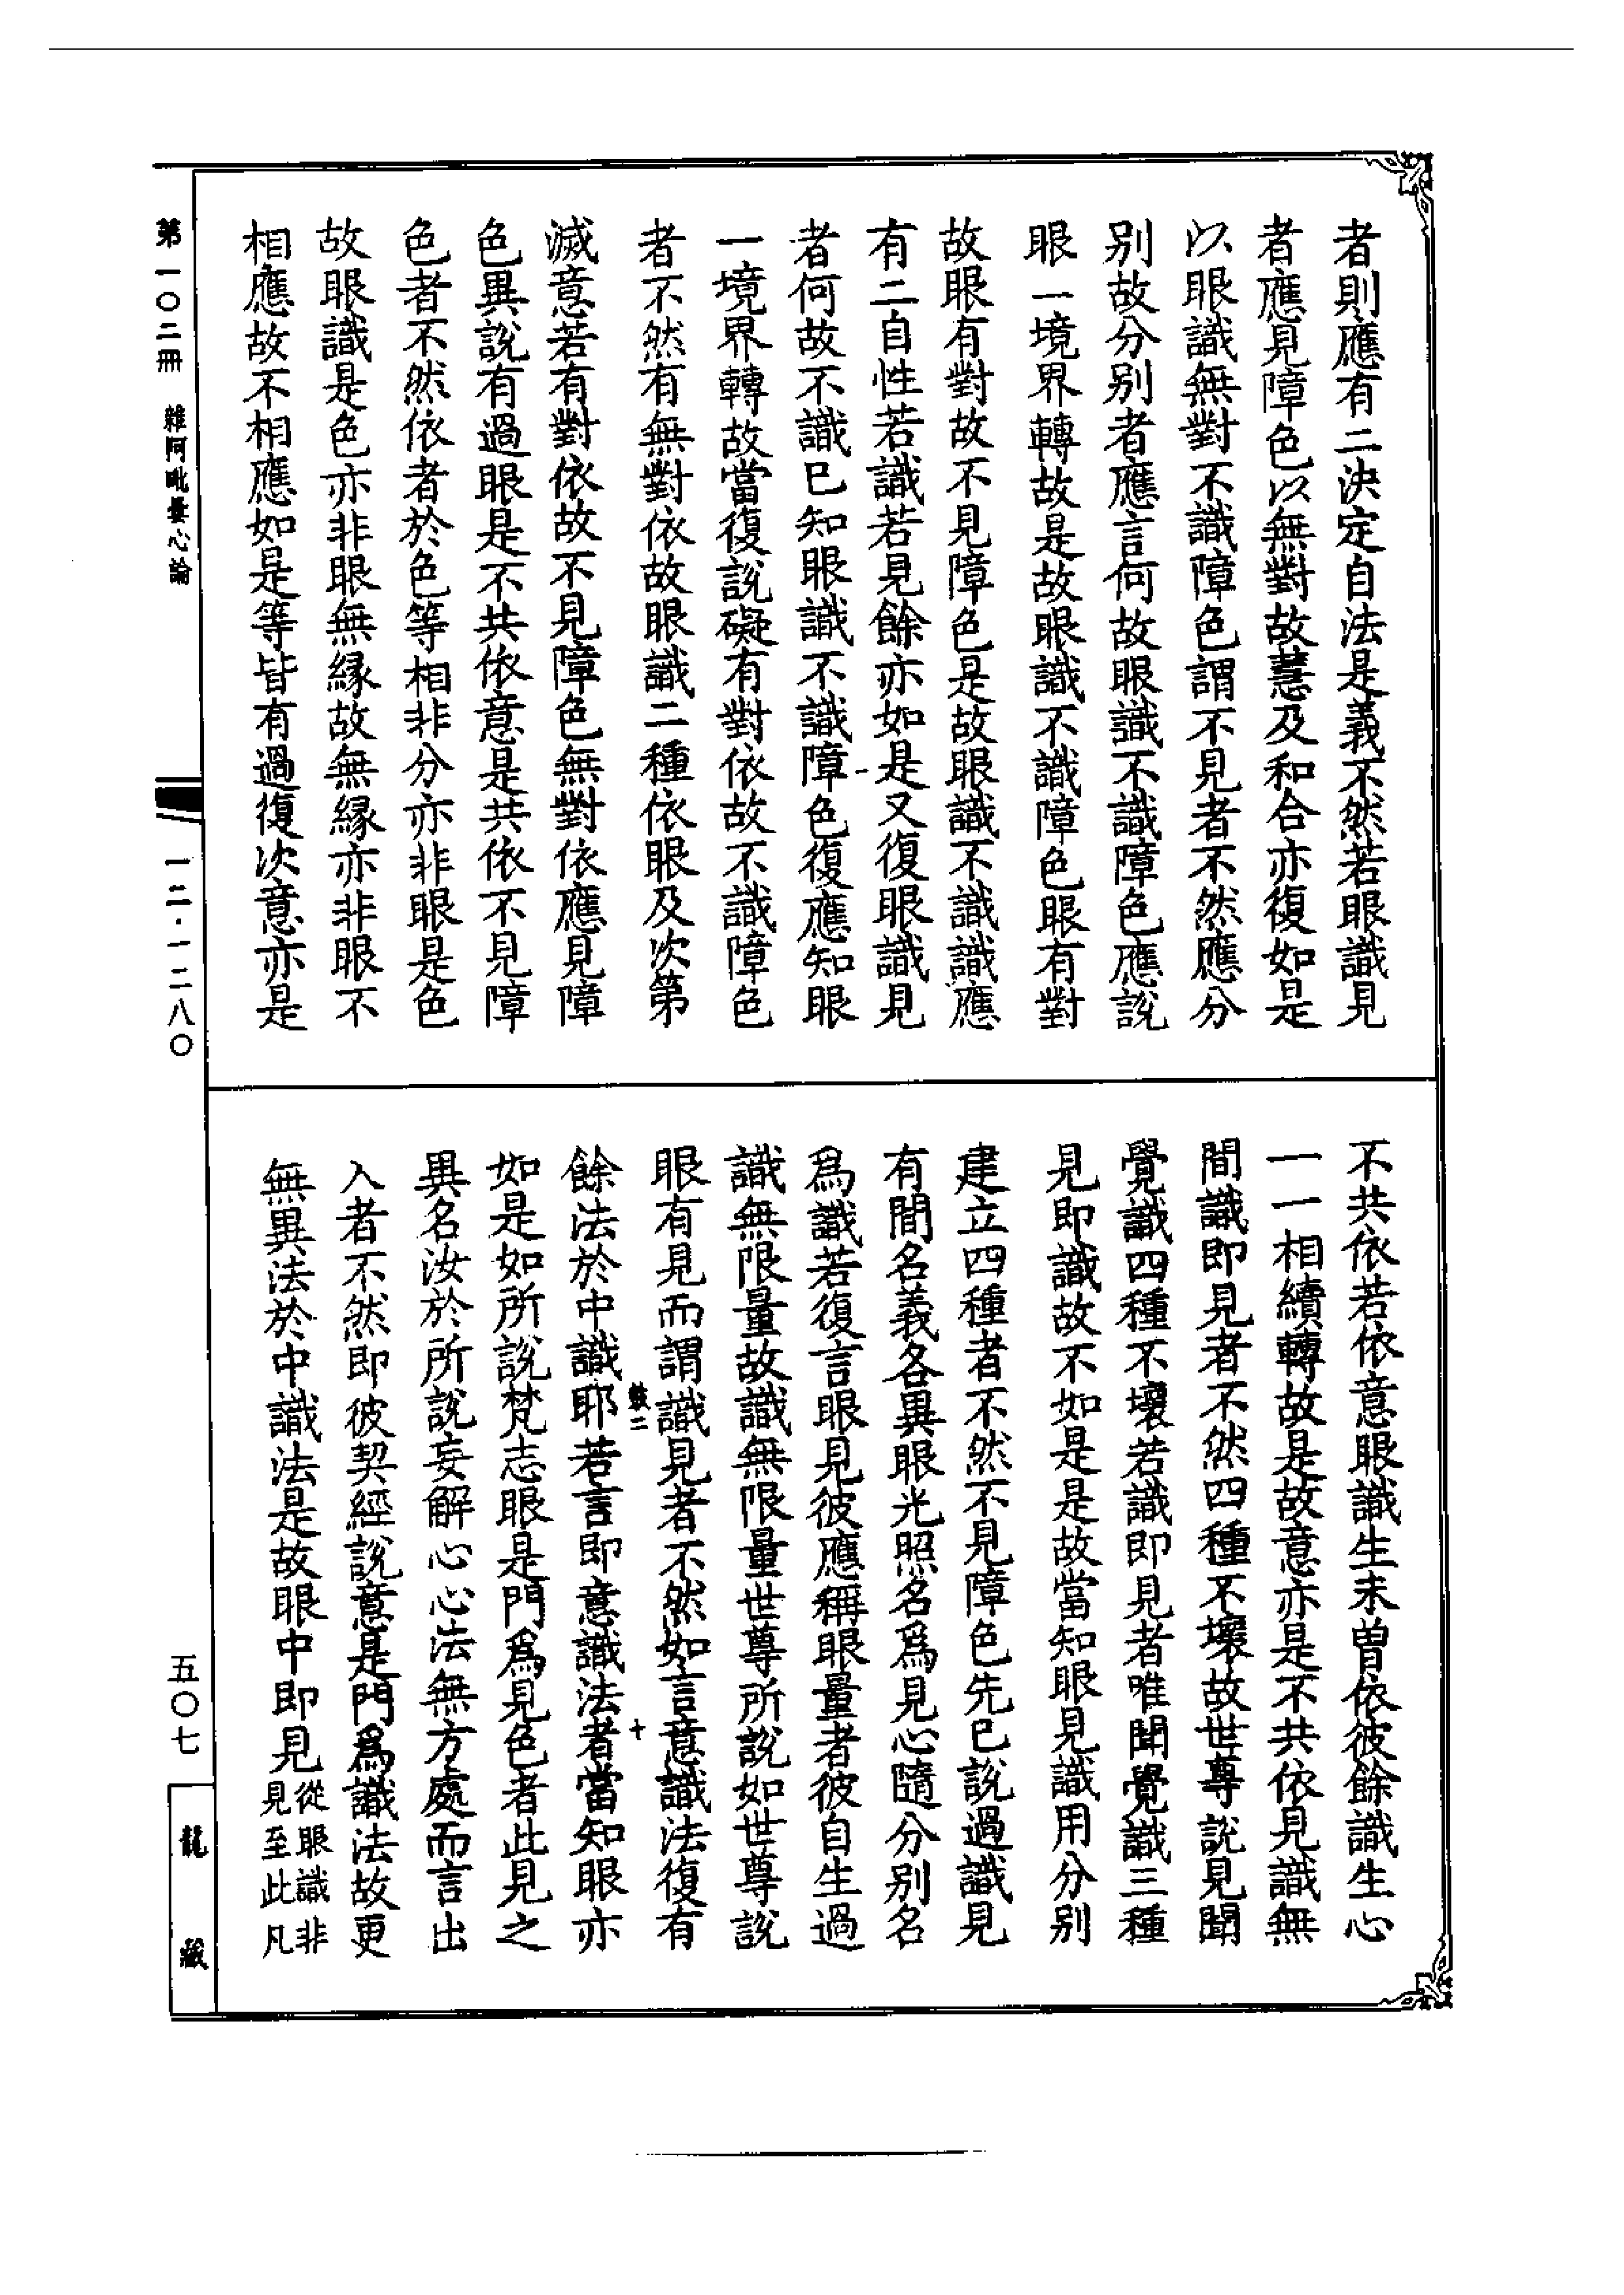 者則應有二決定自法是義不然若眼識見
者應見障色以無對故慧及和合亦復如是
以眼識無對不識障色謂不見者不然應分
別故分別者應言何故眼識不識障色應說
眼一境界轉故是故眼識不識障色眼有對
故眼有對故不見障色是故眼識不識識應
有二自性若識若見餘亦如是又復眼識見
者何故不識已知眼識不識障色復應知眼
一境界轉故當復說礙有對依故不識障色
者不然有無對依故眼識二種依眼及次第
滅意若有對依故不見障色無對依應見障
色異說有過眼是不共依意是共依不見障
色者不然依者於色等相非分亦非眼是色
故眼識是色亦非眼無縁故無縁亦非眼不
相應故不相應如是等皆有過復次意亦是
不共依若依意眼識生未曽依彼餘識生心
一一相續轉故是故意亦是不共依見識無
間識即見者不然四種不壞故世尊說見聞
覺識四種不壞若識即見者唯聞覺識三種
見即識故不如是是故當知眼見識用分別
建立四種者不然不見障色先已說過識見
有間名義各異眼光照名爲見心隨分別名
爲識若復言眼見彼應稱眼量者彼自生過
識無限量故識無限量世尊所說如世尊說
眼有見而謂識見者不然如言意識法復有
餘法於中識耶若言即意識法者當知眼亦
如是如所說梵志眼是門爲見色者此見之
異名汝於所說妄解心心法無方處而言出
入者不然即彼契經說意是門爲識法故更
無異法於中識法是故眼中即見從眼識非
見至此凡
第一〇二冊 雜阿毗曇心論
一二·一二八〇
五〇七
龍藏